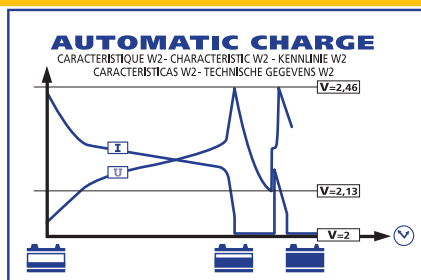 AUTOMATIC CHARGE
CARACTERISTIQUE W2- CHARACTERISTIC W2 - KENNLINIE W2
CARACTERISTICAS W2- TECHNISCHE GEGEVENS W2
V=2,46
I
U
V=2,13
V=2